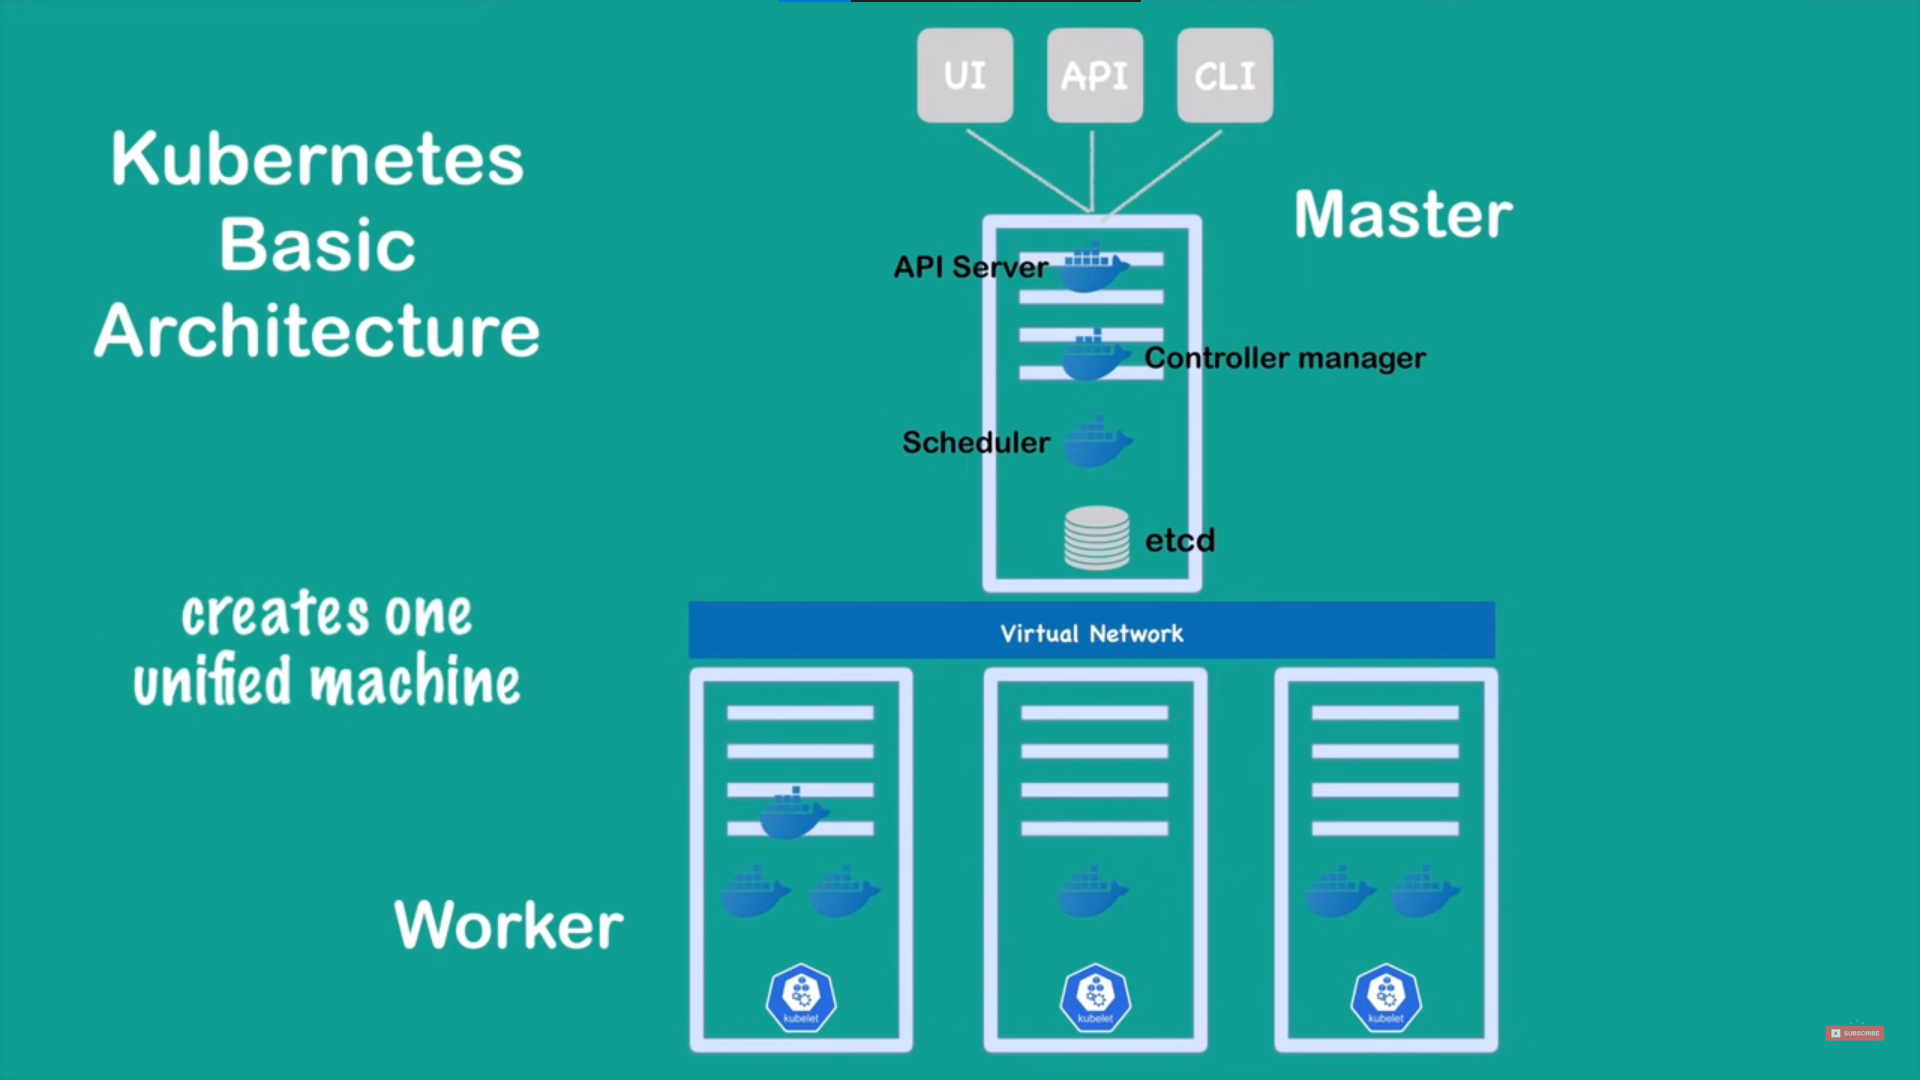 UI
API
CLI
Kubernetes
Basic
Architecture
Master
API Server
Controller manager
Scheduler
etcd
creates one
unified machine
Virtual Network
Worker
kubelet
kubelet
kubelet
SUBSCRIBE